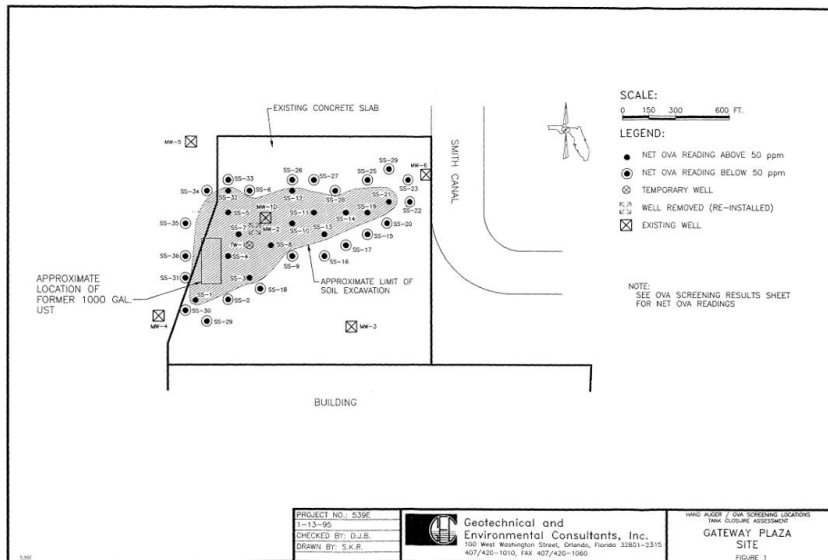 EXISTING CONCRETE SLAB
SCALE:
0 150 300 600 FT.
LEGEND:
NET OVA READING ABOVE 50 ppm
NET OVA READING BELOW 50 ppm
TEMPORARY WELL
WELL REMOVED (RE-INSTALLED)
EXISTING WELL
SMITH CANAL
MW-5
MW-6
SS-33
SS-26
SS-27
SS-25
SS-29
SS-34
SS-32
SS-6
SS-12
SS-28
SS-23
SS-21
SS-22
SS-5
MW-10
SS-11
SS-14
SS-19
SS-35
SS-7
MW-2
SS-10
SS-13
SS-20
SS-15
TW-1
SS-8
SS-17
SS-36
SS-4
SS-9
SS-16
SS-31
SS-3
SS-18
SS-1
SS-2
SS-30
SS-29
MW-4
MW-3
APPROXIMATE
LOCATION OF
FORMER 1000 GAL.
UST
APPROXIMATE LIMIT OF
SOIL EXCAVATION
NOTE:
SEE OVA SCREENING RESULTS SHEET
FOR NET OVA READINGS
BUILDING
PROJECT NO.: 539E
1-13-95
CHECKED BY: D.J.B.
DRAWN BY: S.K.R.
Geotechnical and
Environmental Consultants, Inc.
100 West Washington Street, Orlando, Florida 32801-2315
407/420-1010, FAX 407/420-1060
HAND AUGER / OVA SCREENING LOCATIONS
TANK CLOSURE ASSESSMENT
GATEWAY PLAZA
SITE
FIGURE 1
539E